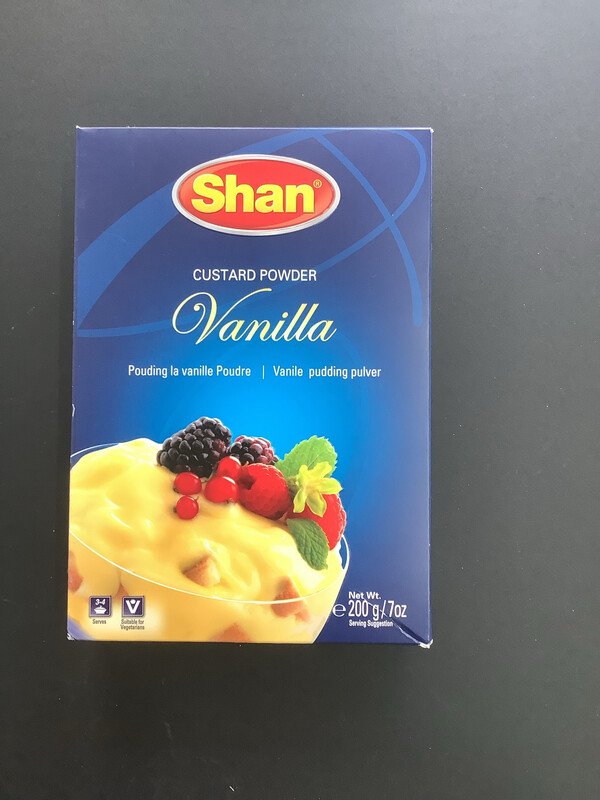 Shan®
CUSTARD POWDER
Vanilla
Pouding la vanille Poudre | Vanile pudding pulver
3-4
Serves
V
Suitable for
Vegetarians
Net Wt.
e 200 g/7oz
Serving Suggestion